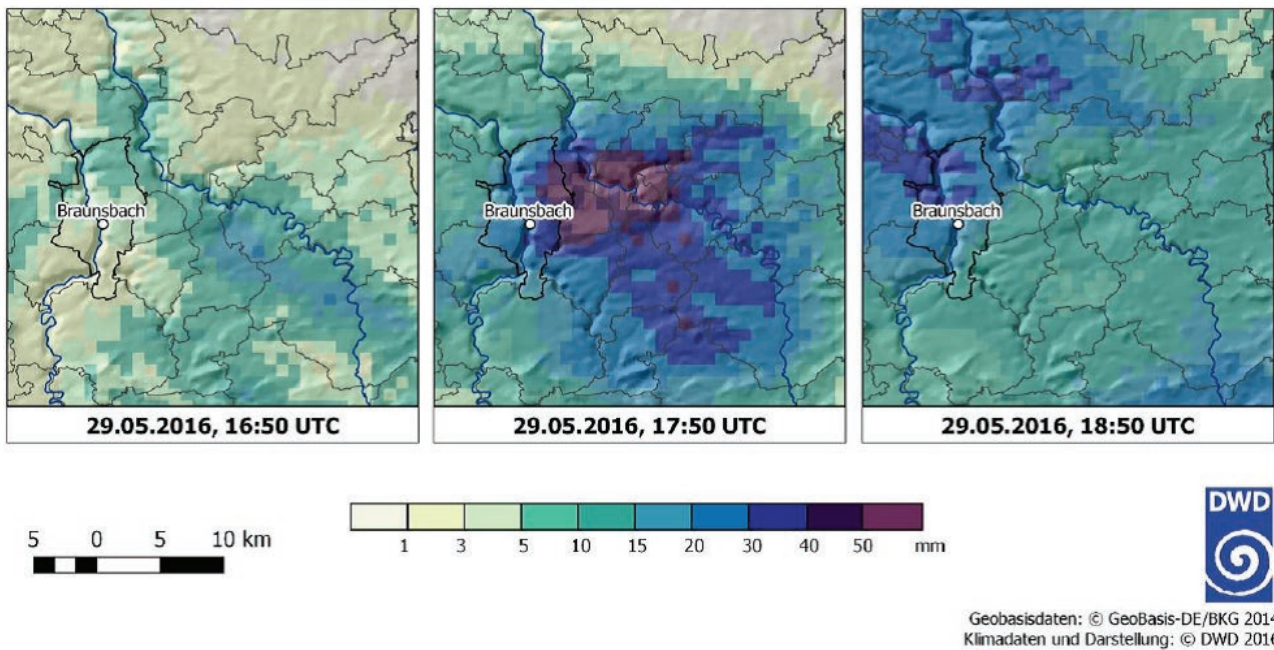 Braunsbach
Braunsbach
Braunsbach
29.05.2016, 16:50 UTC
29.05.2016, 17:50 UTC
29.05.2016, 18:50 UTC
5 0 5 10 km
1 3 5 10 15 20 30 40 50 mm
DWD
Geobasisdaten: © GeoBasis-DE/BKG 2014
Klimadaten und Darstellung: © DWD 2016